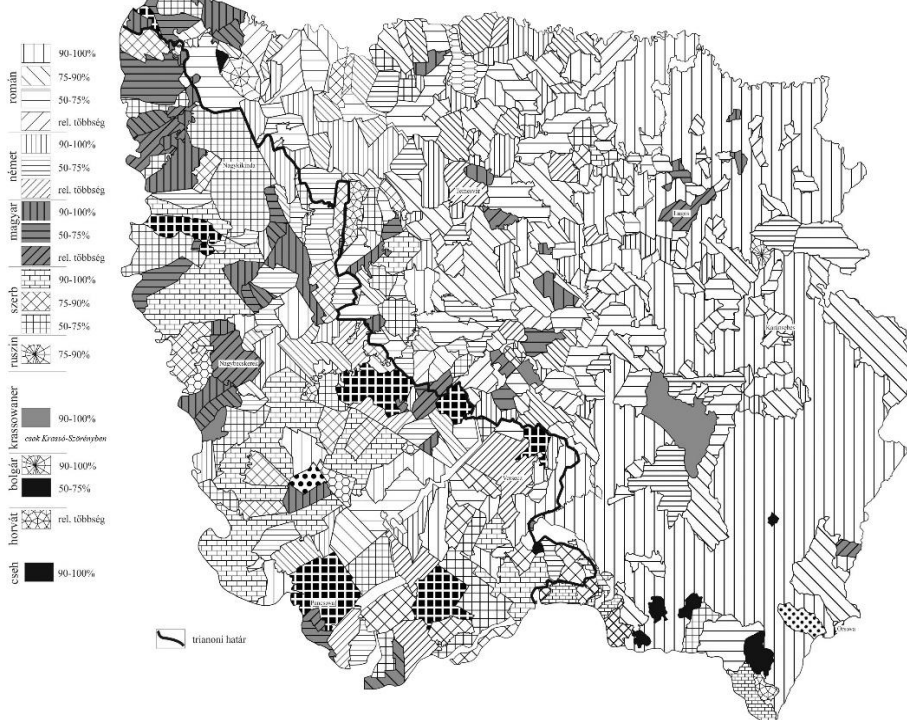 román
90-100%
75-90%
50-75%
rel. többség
német
90-100%
50-75%
rel. többség
magyar
90-100%
50-75%
rel. többség
szerb
90-100%
75-90%
50-75%
ruszin
75-90%
krassowaner
90-100%
csok Krassó-Szörényben
bolgár
90-100%
50-75%
horvát
rel. többség
cseh
90-100%
trianoni határ
Nagykikinda
Temesvár
Lugos
Karánsebes
Nagybecskerek
Versecz
Pancsova
Orsova